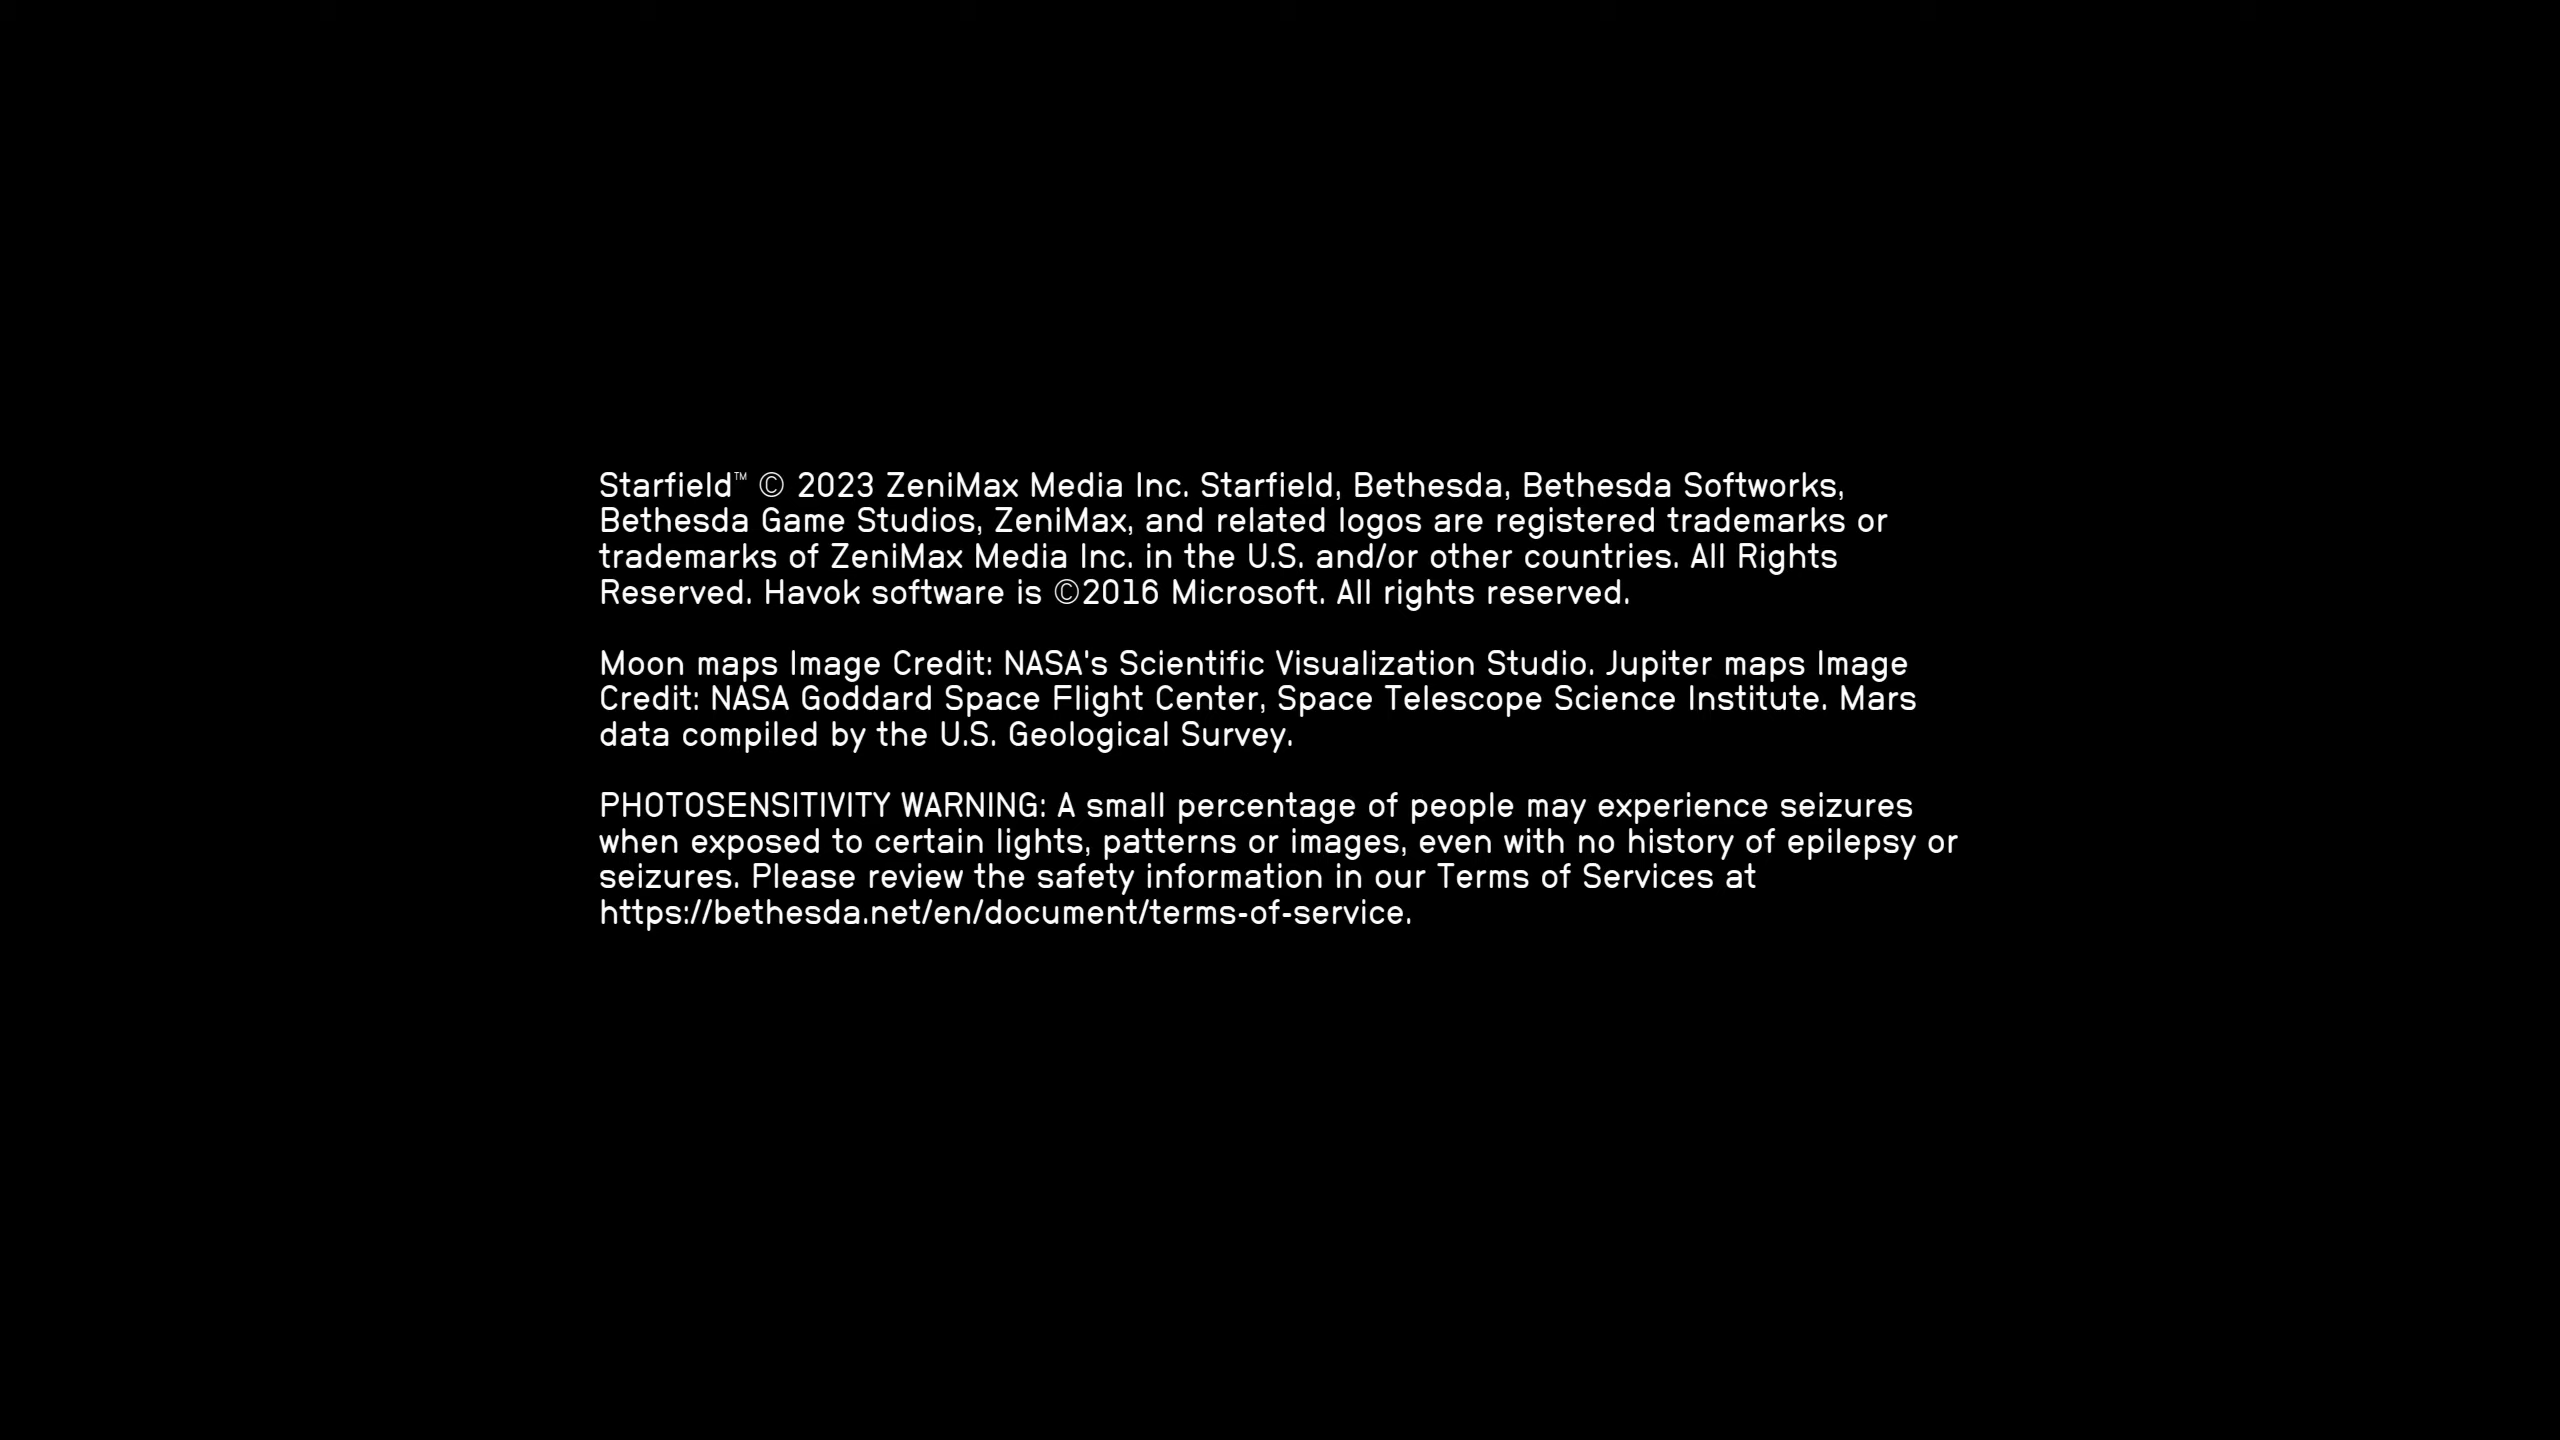 Starfield™ © 2023 ZeniMax Media Inc. Starfield, Bethesda, Bethesda Softworks,
Bethesda Game Studios, ZeniMax, and related logos are registered trademarks or
trademarks of ZeniMax Media Inc. in the U.S. and/or other countries. All Rights
Reserved. Havok software is ©2016 Microsoft. All rights reserved.
Moon maps Image Credit: NASA's Scientific Visualization Studio. Jupiter maps Image
Credit: NASA Goddard Space Flight Center, Space Telescope Science Institute. Mars
data compiled by the U.S. Geological Survey.
PHOTOSENSITIVITY WARNING: A small percentage of people may experience seizures
when exposed to certain lights, patterns or images, even with no history of epilepsy or
seizures. Please review the safety information in our Terms of Services at
https://bethesda.net/en/document/terms-of-service.